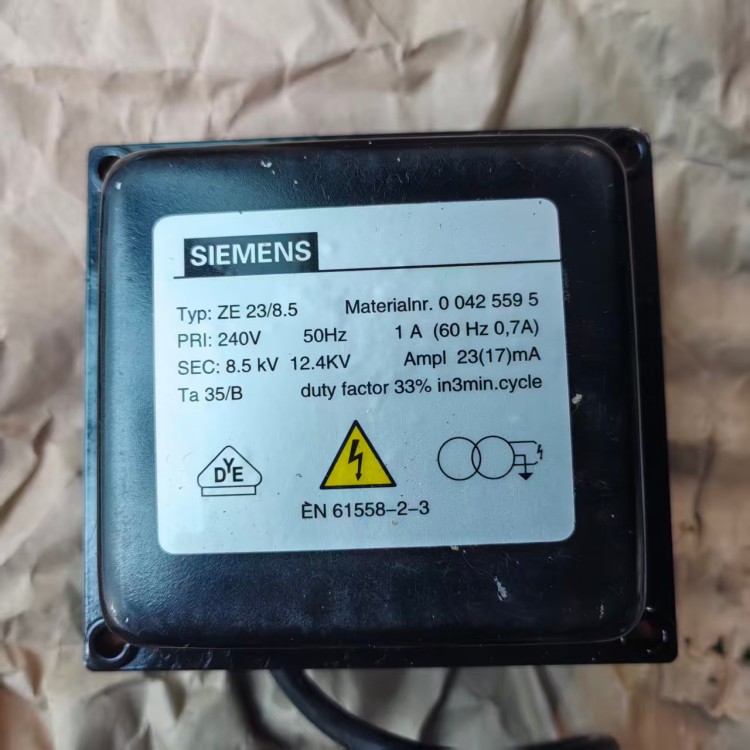 SIEMENS
Typ: ZE 23/8.5 Materialnr. 0 042 559 5
PRI: 240V 50Hz 1 A (60 Hz 0,7A)
SEC: 8.5 kV 12.4KV Ampl 23(17)mA
Ta 35/B duty factor 33% in3min.cycle
DYE
ÈN 61558-2-3